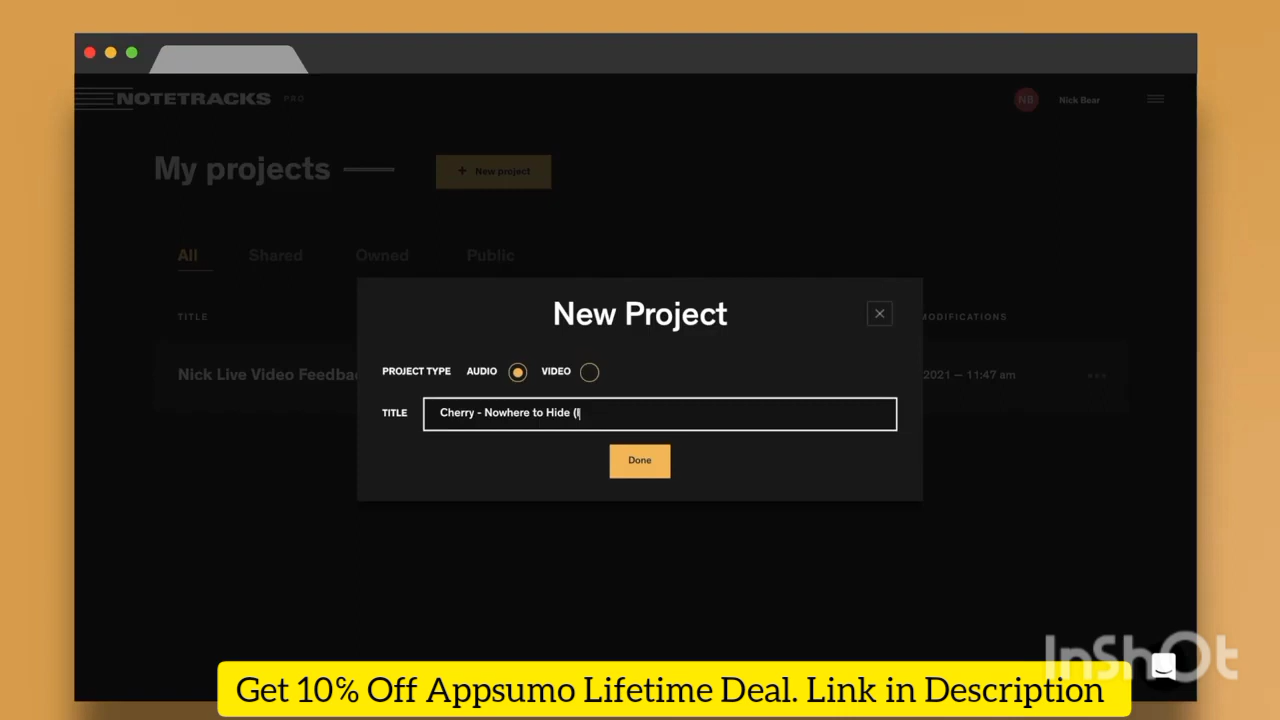 NOTETRACKS PRO
NB Nick Bear
My projects
+ New project
All Shared Owned Public
TITLE
MODIFICATIONS
New Project
PROJECT TYPE AUDIO VIDEO
Nick Live Video Feedba
2021 — 11:47 am
TITLE Cherry - Nowhere to Hide (
Done
InShOt
Get 10% Off Appsumo Lifetime Deal. Link in Description